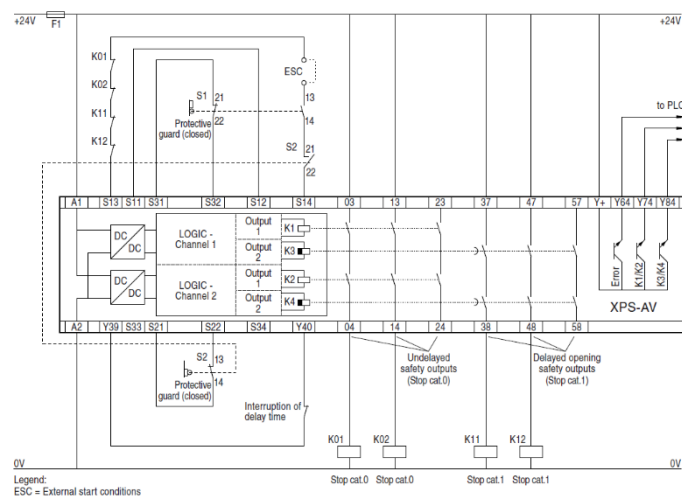 +24V F1 +24V
K01
K02
K11
K12
ESC
S1 21
22
Protective
guard (closed)
13
14
S2 21
22
to PLC
A1 S13 S11 S31 S32 S12 S14 03 13 23 37 47 57 Y+ Y64 Y74 Y84
DC
DC
LOGIC -
Channel 1
Output
1
K1
Output
2
K3
DC
DC
LOGIC -
Channel 2
Output
1
K2
Output
2
K4
Error
K1/K2
K3/K4
XPS-AV
A2 Y39 S33 S21 S22 S34 Y40 04 14 24 38 48 58
S2 13
14
Protective
guard (closed)
Interruption of
delay time
Undelayed
safety outputs
(Stop cat.0)
Delayed opening
safety outputs
(Stop cat.1)
K01 K02 K11 K12
0V 0V
Stop cat.0 Stop cat.0 Stop cat.1 Stop cat.1
Legend:
ESC = External start conditions